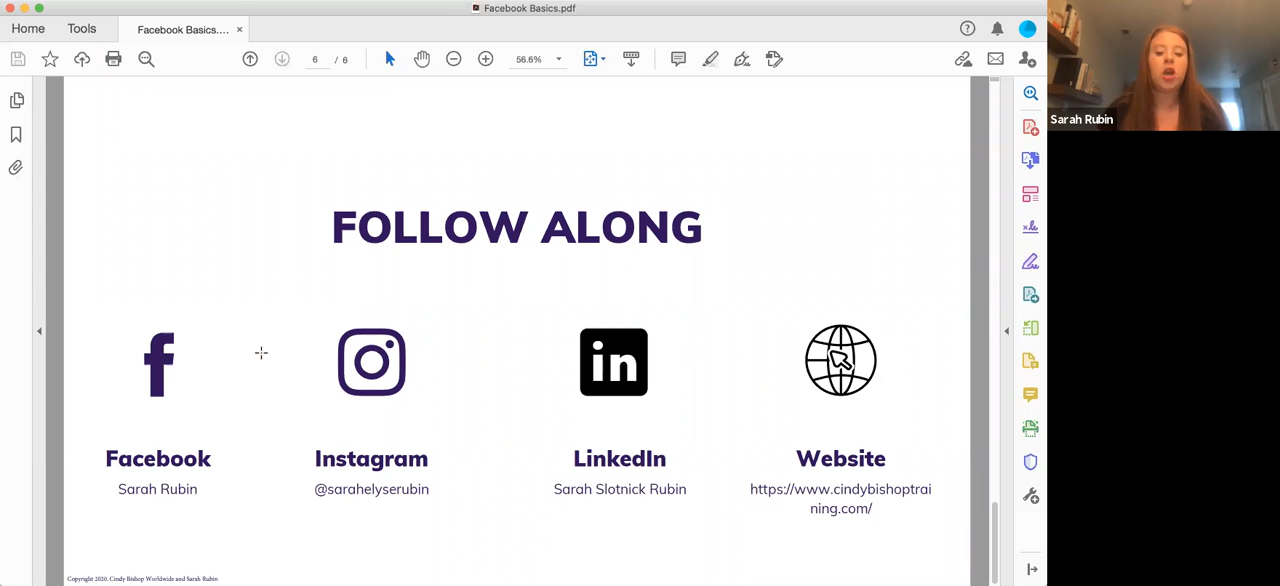 Facebook Basics.pdf
Home
Tools
Facebook Basics....
6 / 6
56.6%
Sarah Rubin
FOLLOW ALONG
f
in
Facebook
Instagram
LinkedIn
Website
Sarah Rubin
@sarahelyserubin
Sarah Slotnick Rubin
https://www.cindybishoptrai
ning.com/
Copyright 2020. Cindy Bishop Worldwide and Sarah Rubin